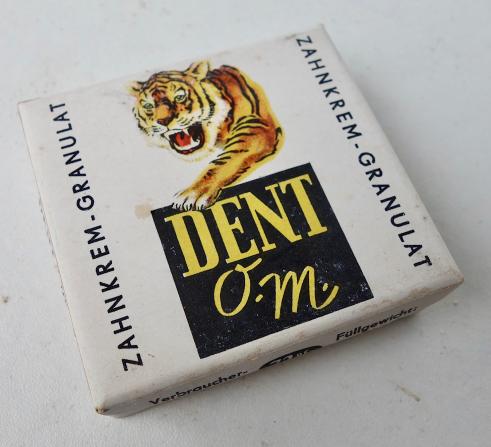 ZAHNKREM-GRANULAT
ZAHNKREM-GRANULAT
DENT
Ö.M.
Verbraucher-
Füllgewicht: